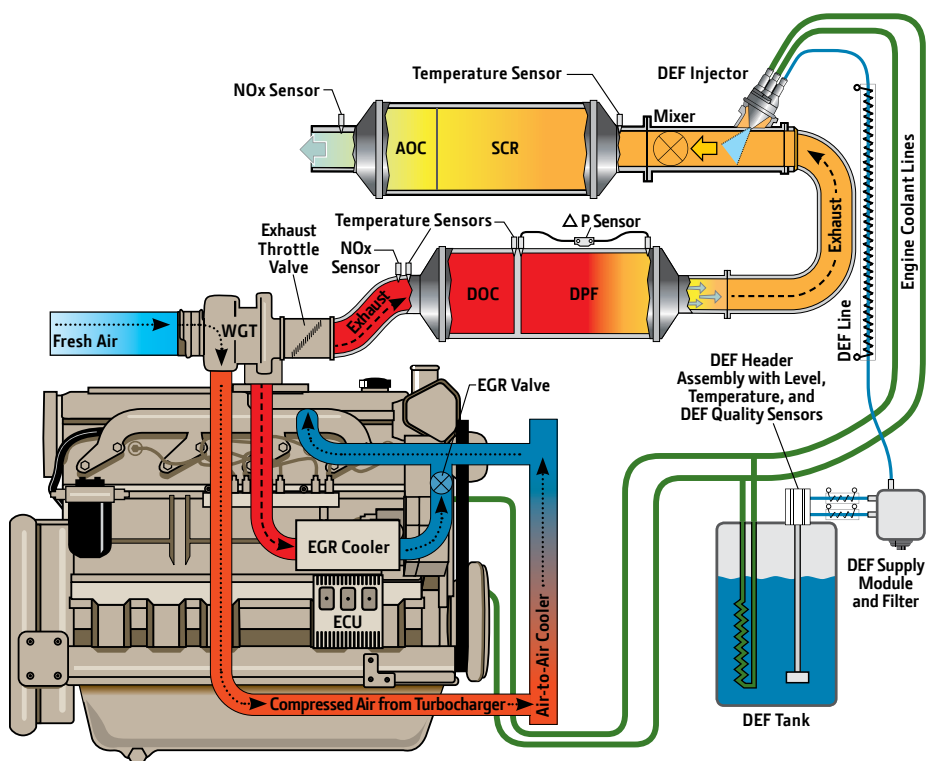 Temperature Sensor
DEF Injector
NOx Sensor
Mixer
AOC
SCR
Engine Coolant Lines
Exhaust
Throttle
Valve
Temperature Sensors
△ P Sensor
NOx
Sensor
Exhaust
DOC
DPF
Exhaust
DEF Line
WGT
Fresh Air
DEF Header
Assembly with Level,
Temperature, and
DEF Quality Sensors
EGR Valve
EGR Cooler
ECU
Air-to-Air Cooler
DEF Supply
Module
and Filter
Compressed Air from Turbocharger
DEF Tank